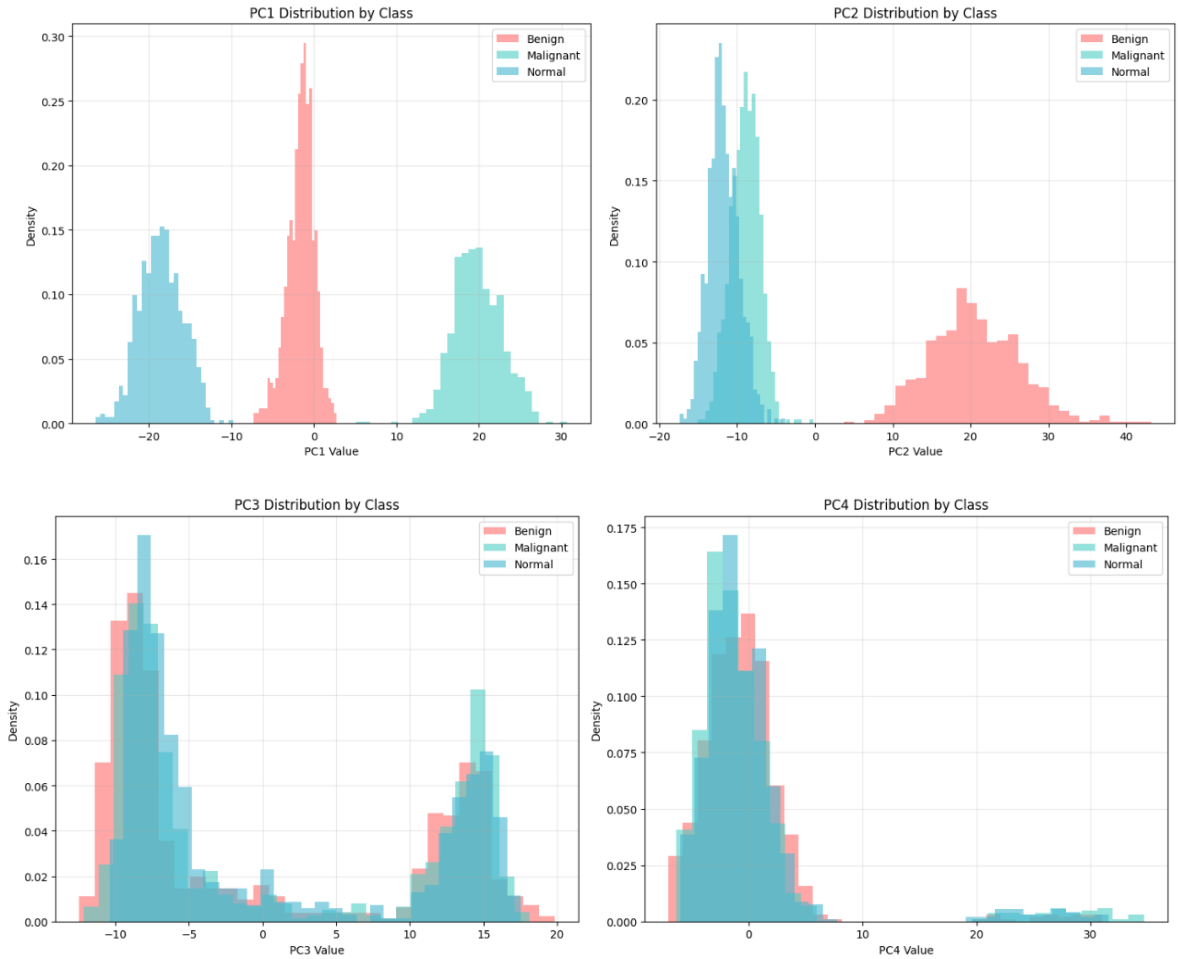 PC1 Distribution by Class
0.30
0.25
0.20
0.15
0.10
0.05
0.00
Density
−20
−10
0
10
20
30
PC1 Value
Benign
Malignant
Normal
PC2 Distribution by Class
0.20
0.15
0.10
0.05
0.00
Density
−20
−10
0
10
20
30
40
PC2 Value
Benign
Malignant
Normal
PC3 Distribution by Class
0.16
0.14
0.12
0.10
0.08
0.06
0.04
0.02
0.00
Density
−10
−5
0
5
10
15
20
PC3 Value
Benign
Malignant
Normal
PC4 Distribution by Class
0.175
0.150
0.125
0.100
0.075
0.050
0.025
0.000
Density
0
10
20
30
PC4 Value
Benign
Malignant
Normal